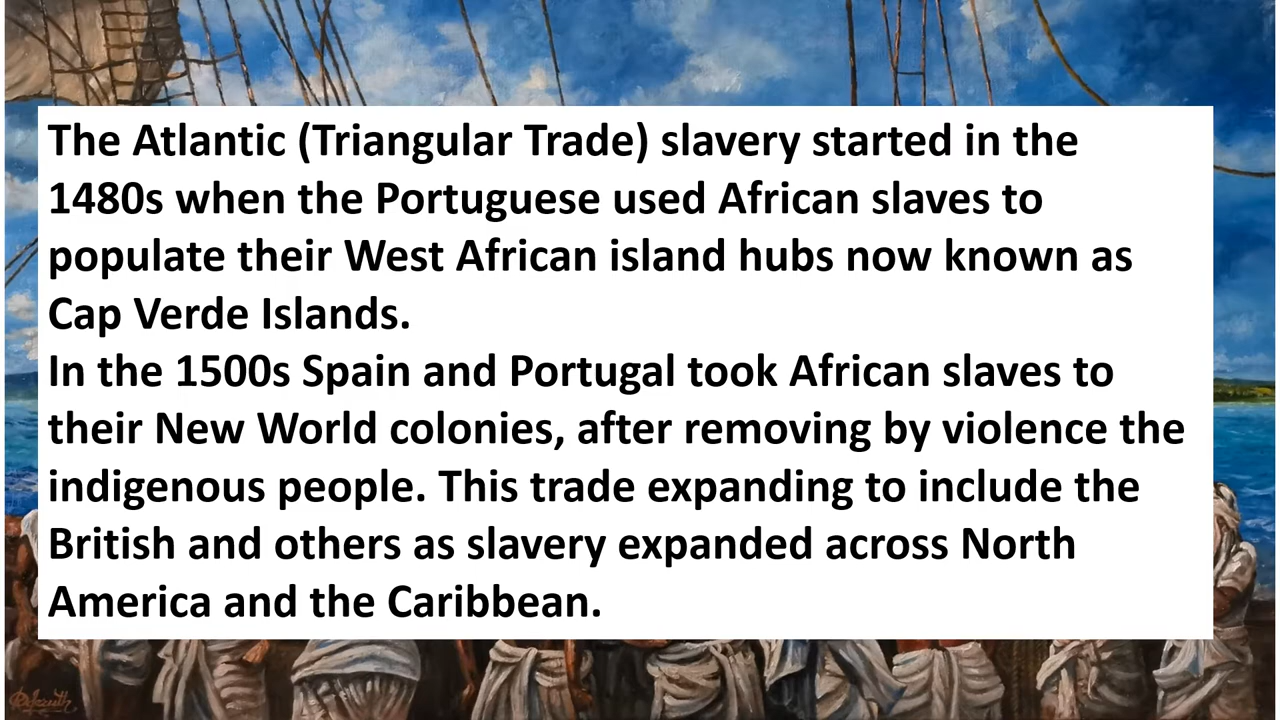 The Atlantic (Triangular Trade) slavery started in the
1480s when the Portuguese used African slaves to
populate their West African island hubs now known as
Cap Verde Islands.
In the 1500s Spain and Portugal took African slaves to
their New World colonies, after removing by violence the
indigenous people. This trade expanding to include the
British and others as slavery expanded across North
America and the Caribbean.